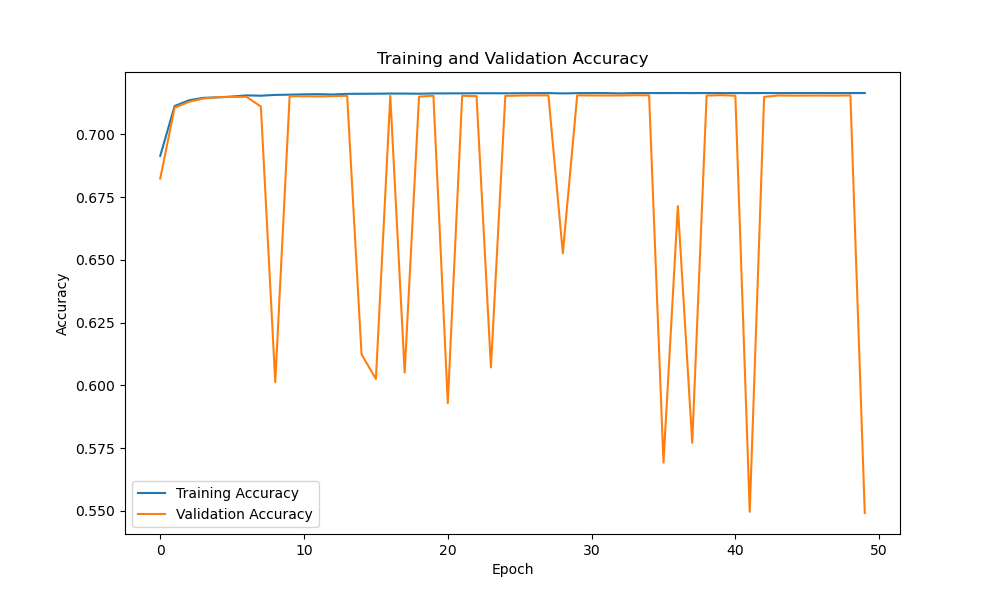 Training and Validation Accuracy
Accuracy
0.700
0.675
0.650
0.625
0.600
0.575
0.550
Training Accuracy
Validation Accuracy
0 10 20 30 40 50
Epoch